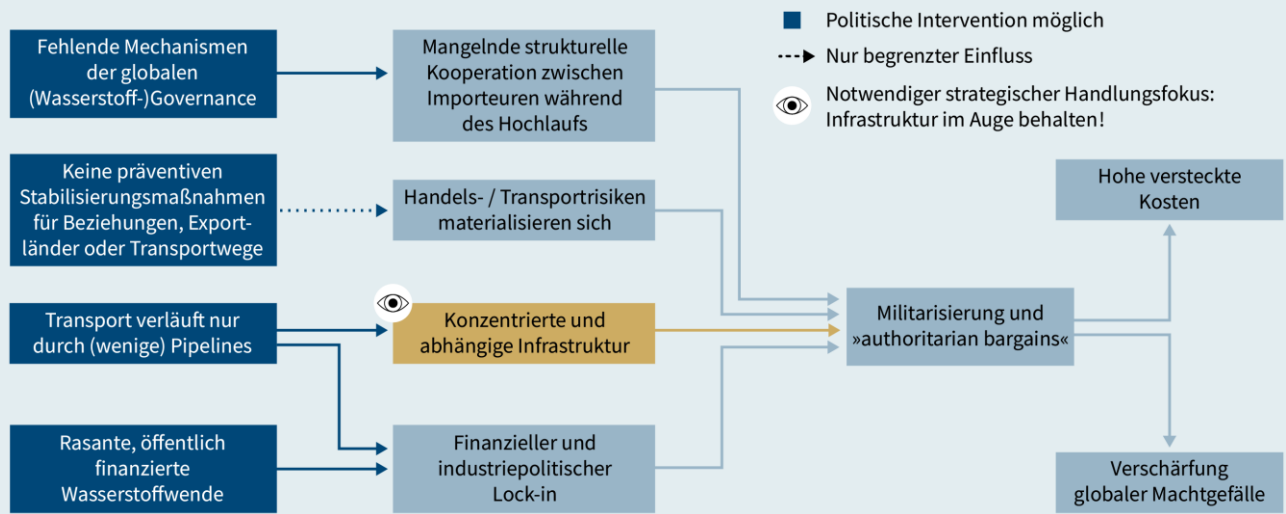 Politische Intervention möglich
Nur begrenzter Einfluss
Notwendiger strategischer Handlungsfokus:
Infrastruktur im Auge behalten!
Fehlende Mechanismen
der globalen
(Wasserstoff-)Governance
Mangelnde strukturelle
Kooperation zwischen
Importeuren während
des Hochlaufs
Keine präventiven
Stabilisierungsmaßnahmen
für Beziehungen, Export-
länder oder Transportwege
Handels- / Transportrisiken
materialisieren sich
Transport verläuft nur
durch (wenige) Pipelines
Konzentrierte und
abhängige Infrastruktur
Rasante, öffentlich
finanzierte
Wasserstoffwende
Finanzieller und
industriepolitischer
Lock-in
Militarisierung und
»authoritarian bargains«
Hohe versteckte
Kosten
Verschärfung
globaler Machtgefälle